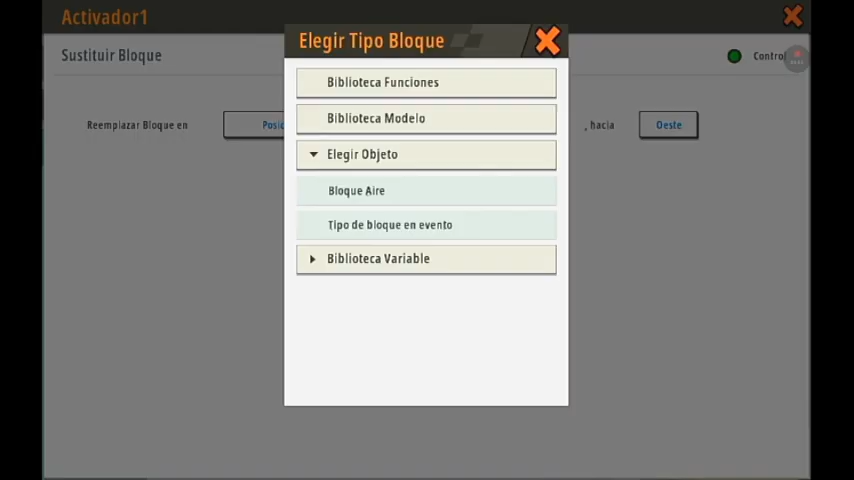 Activador1
Elegir Tipo Bloque
Sustituir Bloque
Control
Biblioteca Funciones
Biblioteca Modelo
Reemplazar Bloque en
Posic
, hacia
Oeste
Elegir Objeto
Bloque Aire
Tipo de bloque en evento
Biblioteca Variable